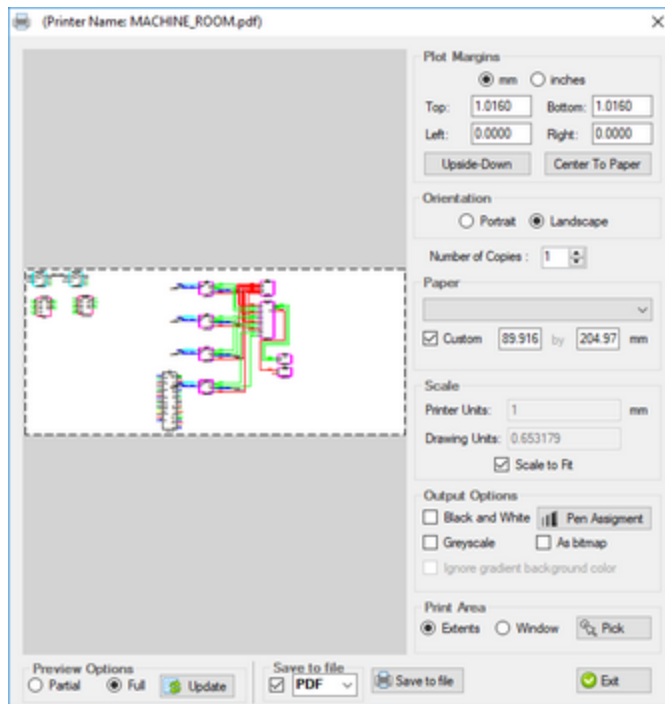 (Printer Name: MACHINE_ROOM.pdf)
Plot Margins
mm inches
Top: 1.0160 Bottom: 1.0160
Left: 0.0000 Right: 0.0000
Upside-Down Center To Paper
Orientation
Portrait Landscape
Number of Copies : 1
Paper
Custom 89.916 by 204.97 mm
Scale
Printer Units: 1 mm
Drawing Units: 0.653179
Scale to Fit
Output Options
Black and White Pen Assigment
Greyscale As bitmap
Ignore gradient background color
Print Area
Extents Window Pick
Preview Options
Partial Full Update
Save to file
PDF Save to file
Exit